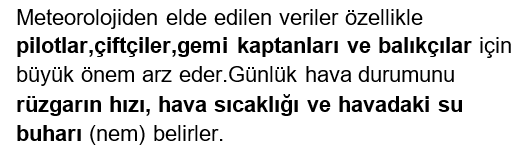 Meteorolojiden elde edilen veriler özellikle
pilotlar,çiftçiler,gemi kaptanları ve balıkçılar için
büyük önem arz eder.Günlük hava durumunu
rüzgarın hızı, hava sıcaklığı ve havadaki su
buharı (nem) belirler.